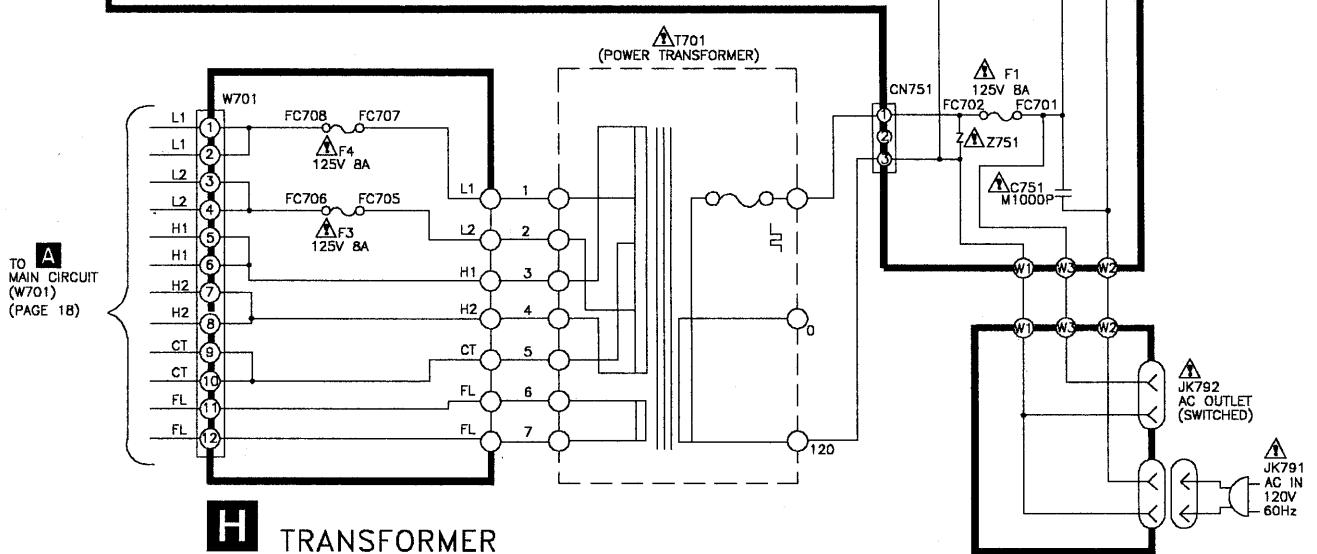 T701
(POWER TRANSFORMER)
F1
125V 8A
CN751
FC702 FC701
1
2
3
Z Z751
C751
M1000P
W701
L1 1
L1 2
L2 3
L2 4
H1 5
H1 6
H2 7
H2 8
CT 9
CT 10
FL 11
FL 12
FC708 FC707
F4
125V 8A
FC706 FC705
F3
125V 8A
L1 1
L2 2
H1 3
H2 4
CT 5
FL 6
FL 7
0
120
TO A
MAIN CIRCUIT
(W701)
(PAGE 18)
W1 W3 W2
W1 W3 W2
JK792
AC OUTLET
(SWITCHED)
JK791
AC IN
120V
60Hz
H TRANSFORMER